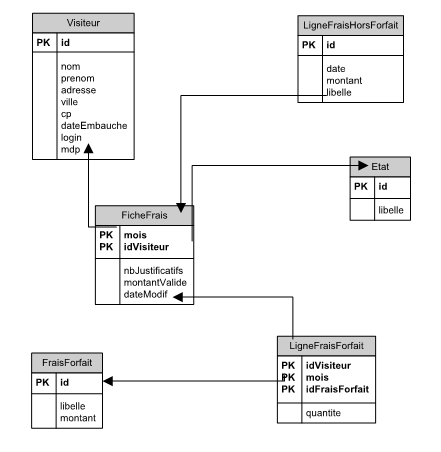 Visiteur
PK id
nom
prenom
adresse
ville
cp
dateEmbauche
login
mdp
LigneFraisHorsForfait
PK id
date
montant
libelle
Etat
PK id
libelle
FicheFrais
PK mois
PK idVisiteur
nbJustificatifs
montantValide
dateModif
FraisForfait
PK id
libelle
montant
LigneFraisForfait
PK idVisiteur
PK mois
PK idFraisForfait
quantite